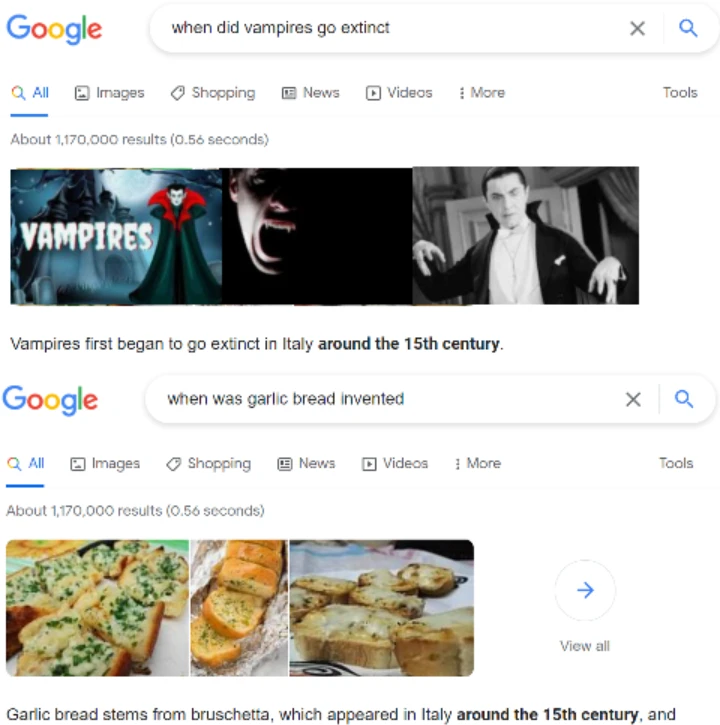 Google
when did vampires go extinct
All Images Shopping News Videos More Tools
About 1,170,000 results (0.56 seconds)
VAMPIRES
Vampires first began to go extinct in Italy around the 15th century.
Google
when was garlic bread invented
All Images Shopping News Videos More Tools
About 1,170,000 results (0.56 seconds)
View all
Garlic bread stems from bruschetta, which appeared in Italy around the 15th century, and